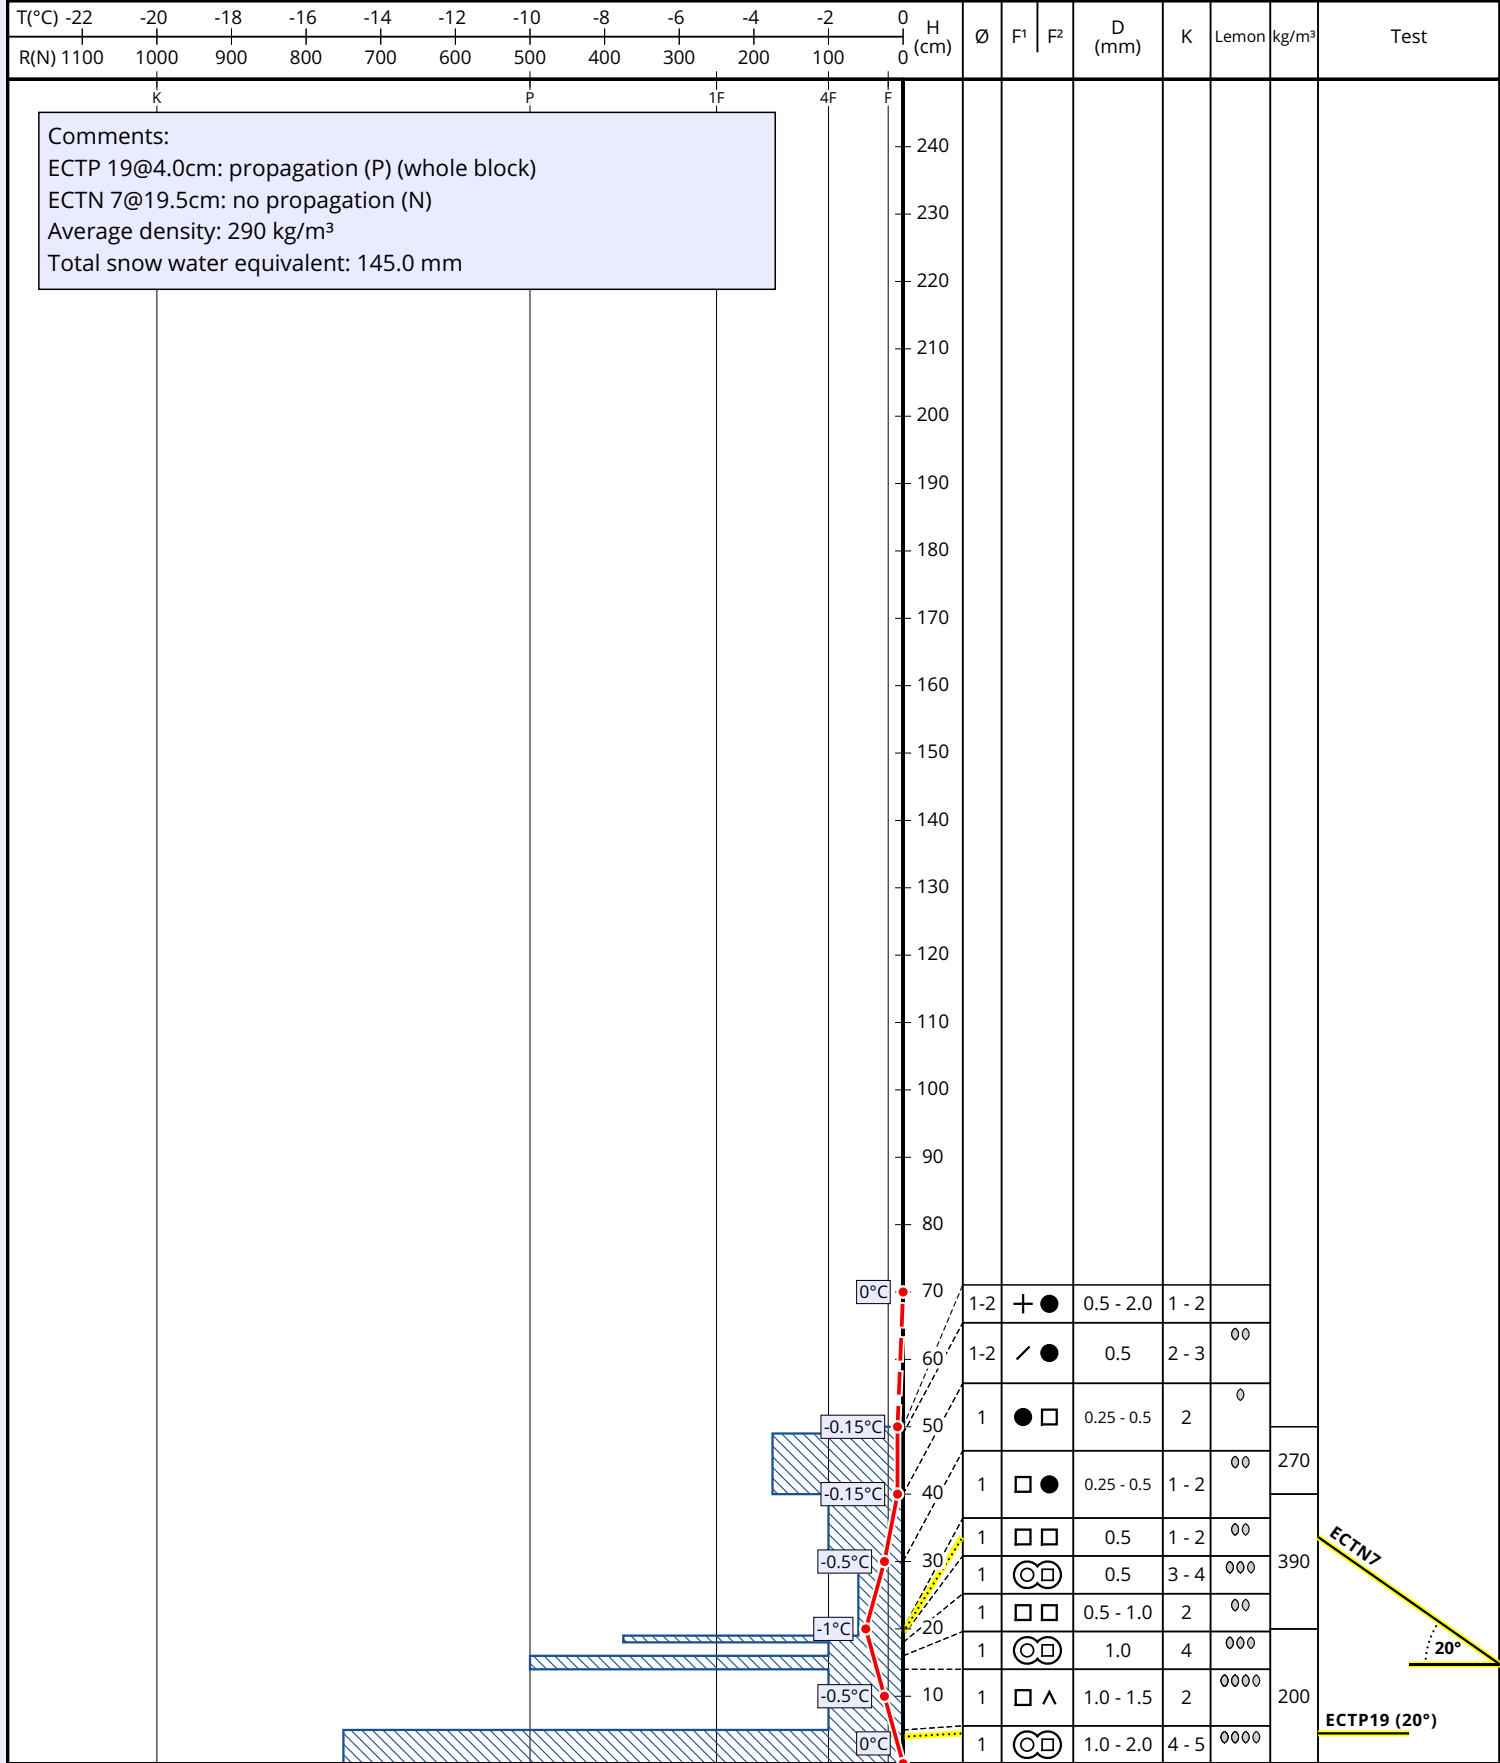 T(°C) -22 -20 -18 -16 -14 -12 -10 -8 -6 -4 -2 0
R(N) 1100 1000 900 800 700 600 500 400 300 200 100 0
H (cm) Ø F¹ F² D (mm) K Lemon kg/m³ Test
K P 1F 4F F
Comments:
ECTP 19@4.0cm: propagation (P) (whole block)
ECTN 7@19.5cm: no propagation (N)
Average density: 290 kg/m³
Total snow water equivalent: 145.0 mm
240
230
220
210
200
190
180
170
160
150
140
130
120
110
100
90
80
0°C 70
1-2 0.5 - 2.0 1 - 2
60 1-2 0.5 2 - 3
-0.15°C 50 1 0.25 - 0.5 2
270
-0.15°C 40 1 0.25 - 0.5 1 - 2
1 0.5 1 - 2
-0.5°C 30 1 0.5 3 - 4 390
ECTN7
-1°C 20 1 0.5 - 1.0 2
1 1.0 4 20°
-0.5°C 10 1 1.0 - 1.5 2 200
ECTP19 (20°)
0°C 1 1.0 - 2.0 4 - 5